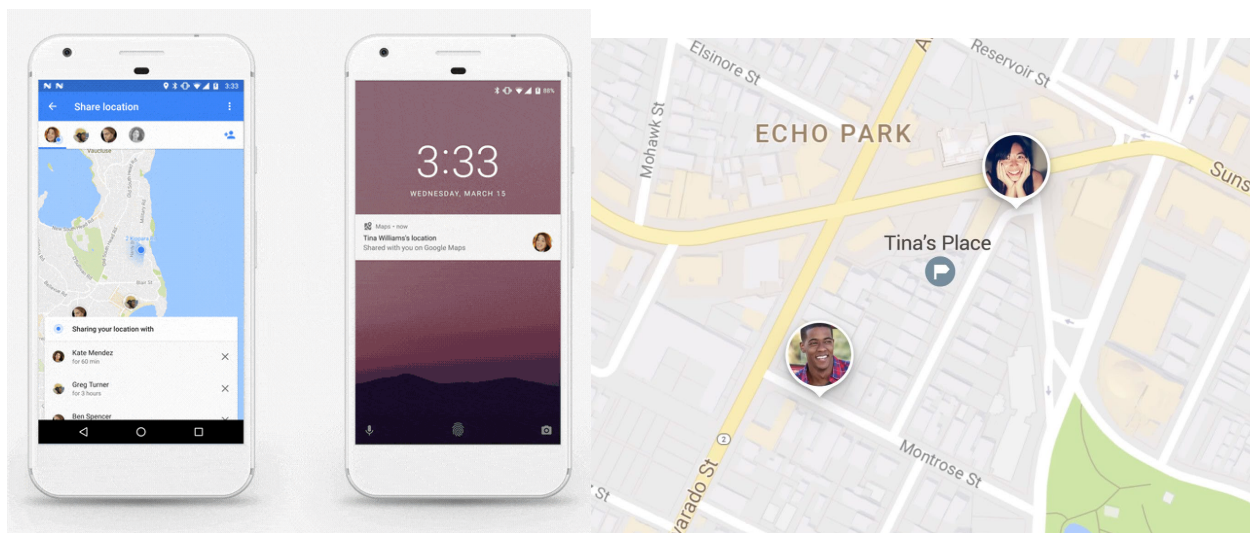 N N 3:33
Share location
Vaucluse
Sharing your location with
Kate Mendez
for 60 min
Greg Turner
for 3 hours
Ben Spencer
88%
3:33
WEDNESDAY, MARCH 15
Maps • now
Tina Williams's location
Shared with you on Google Maps
Elsinore St
Reservoir St
Mohawk St
ECHO PARK
Suns
Tina's Place
2
Montrose St
varado St
St